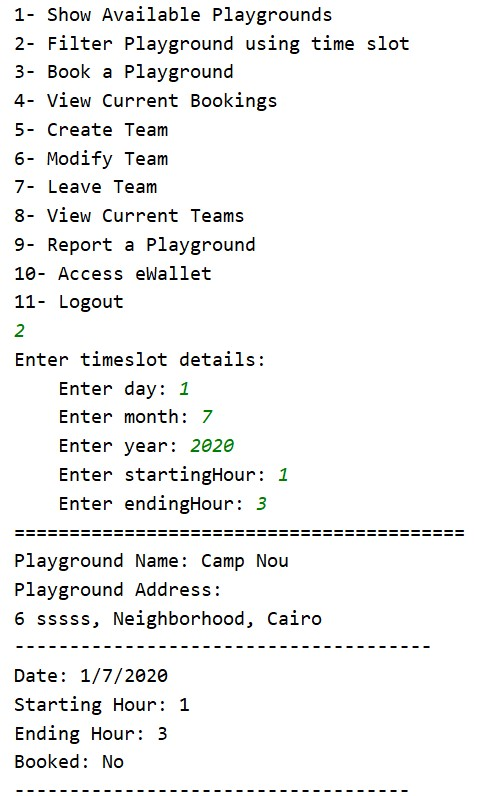 1- Show Available Playgrounds
2- Filter Playground using time slot
3- Book a Playground
4- View Current Bookings
5- Create Team
6- Modify Team
7- Leave Team
8- View Current Teams
9- Report a Playground
10- Access eWallet
11- Logout
2
Enter timeslot details:
    Enter day: 1
    Enter month: 7
    Enter year: 2020
    Enter startingHour: 1
    Enter endingHour: 3
=========================================
Playground Name: Camp Nou
Playground Address:
6 sssss, Neighborhood, Cairo
--------------------------------------
Date: 1/7/2020
Starting Hour: 1
Ending Hour: 3
Booked: No
------------------------------------